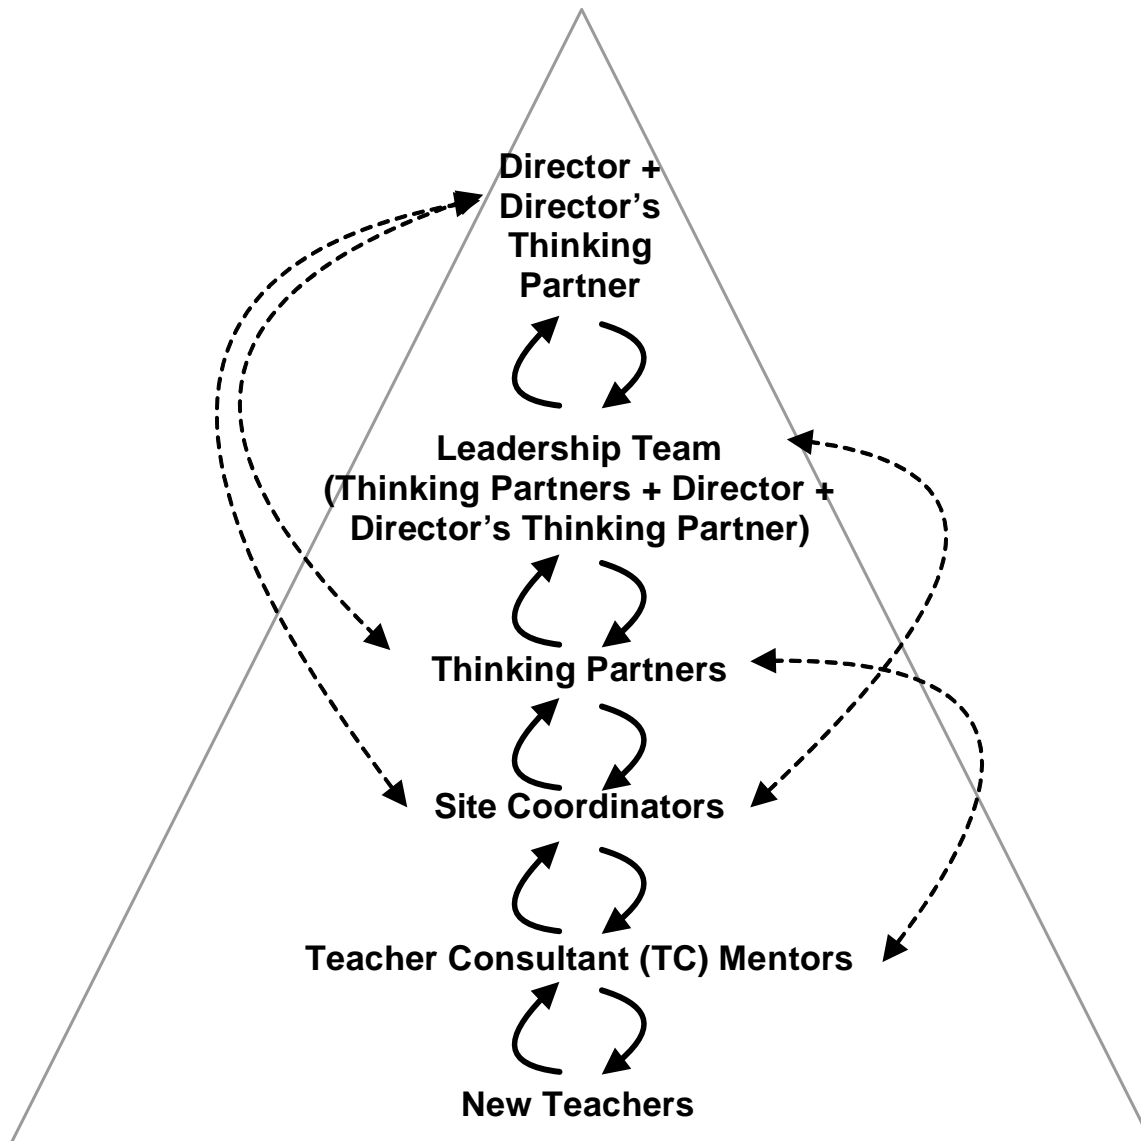 Director +
Director’s
Thinking
Partner
Leadership Team
(Thinking Partners + Director +
Director’s Thinking Partner)
Thinking Partners
Site Coordinators
Teacher Consultant (TC) Mentors
New Teachers